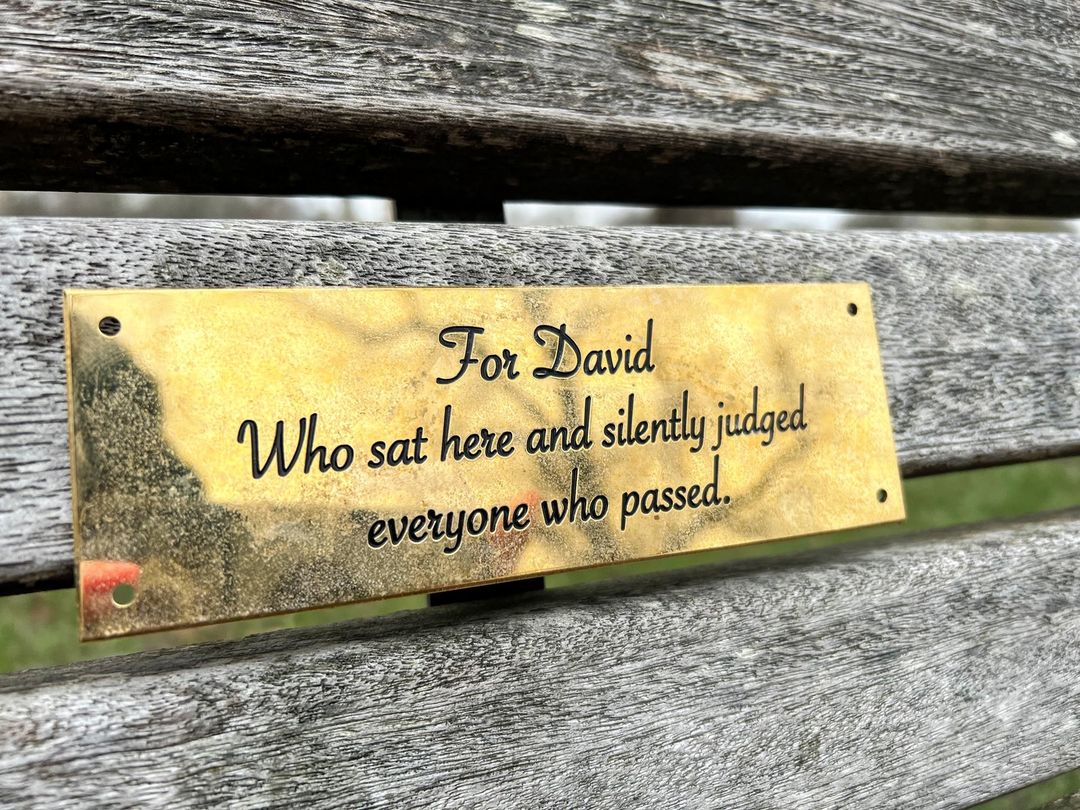 For David
Who sat here and silently judged
everyone who passed.